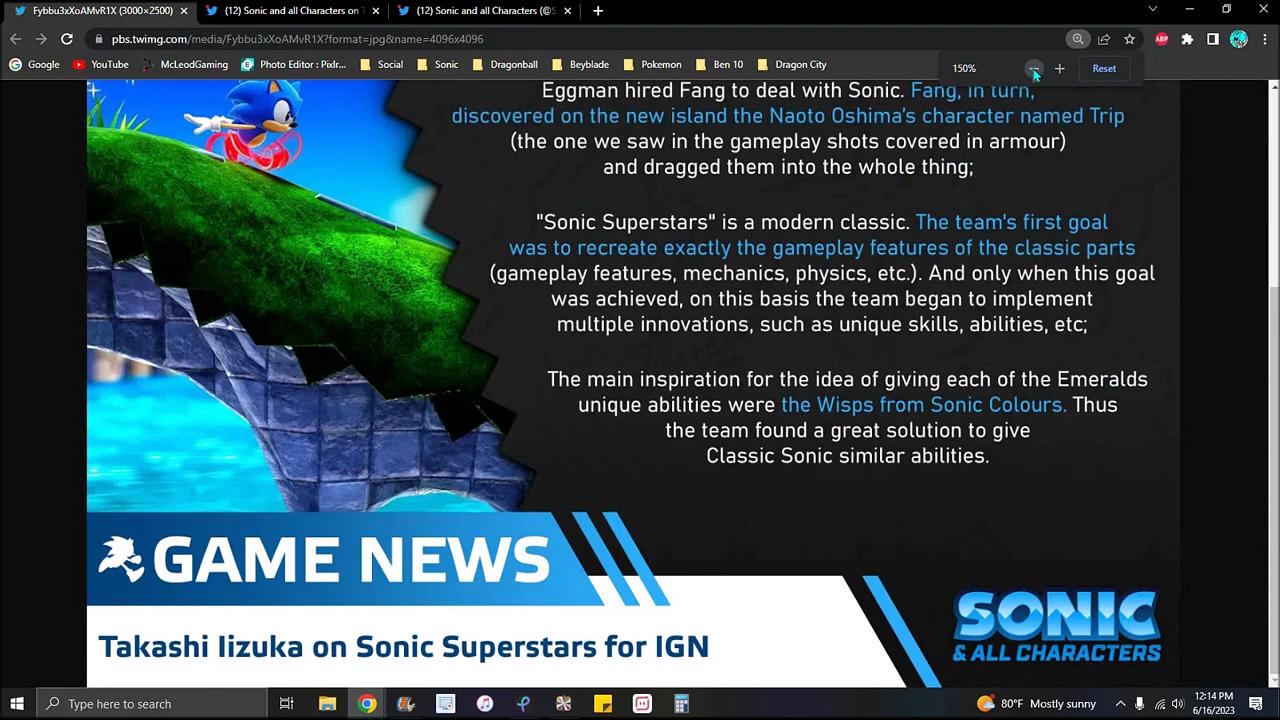 Fybbu3xXoAMvR1X (3000×2500)
(12) Sonic and all Characters on T
(12) Sonic and all Characters (@S
pbs.twimg.com/media/Fybbu3xXoAMvR1X?format=jpg&name=4096x4096
ABP
Google YouTube McLeodGaming Photo Editor : Pixlr... Social Sonic Dragonball Beyblade Pokemon Ben 10 Dragon City
150% Reset
Eggman hired Fang to deal with Sonic. Fang, in turn,
discovered on the new island the Naoto Oshima's character named Trip
(the one we saw in the gameplay shots covered in armour)
and dragged them into the whole thing;
"Sonic Superstars" is a modern classic. The team's first goal
was to recreate exactly the gameplay features of the classic parts
(gameplay features, mechanics, physics, etc.). And only when this goal
was achieved, on this basis the team began to implement
multiple innovations, such as unique skills, abilities, etc;
The main inspiration for the idea of giving each of the Emeralds
unique abilities were the Wisps from Sonic Colours. Thus
the team found a great solution to give
Classic Sonic similar abilities.
GAME NEWS
Takashi Iizuka on Sonic Superstars for IGN
SONIC
& ALL CHARACTERS
Type here to search
80°F Mostly sunny
12:14 PM
6/16/2023